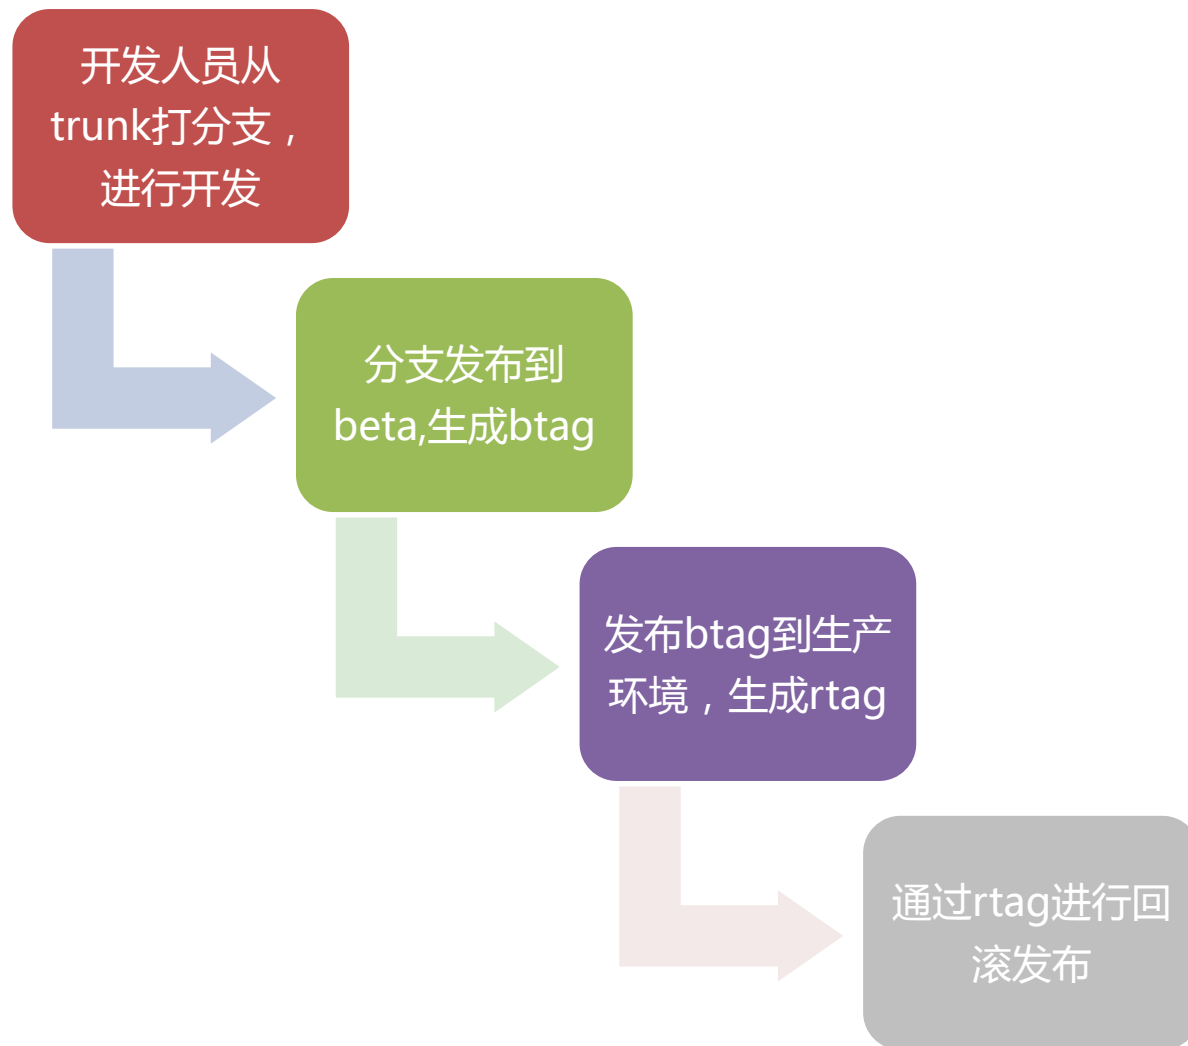 开发人员从
trunk打分支，
进行开发
分支发布到
beta,生成btag
发布btag到生产
环境，生成rtag
通过rtag进行回
滚发布